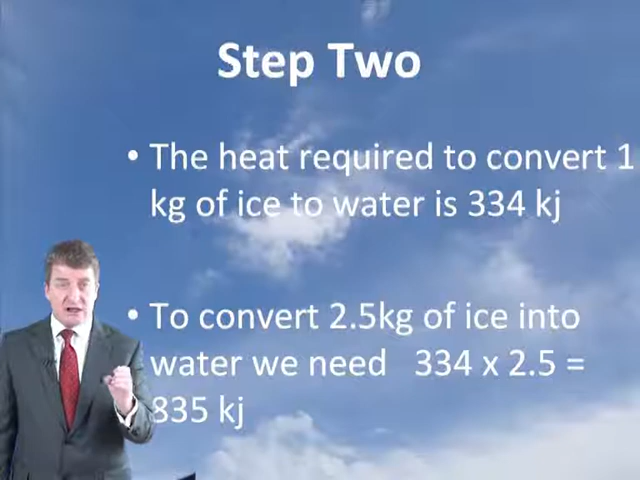 Step Two
• The heat required to convert 1
kg of ice to water is 334 kj
• To convert 2.5kg of ice into
water we need 334 x 2.5 =
835 kj